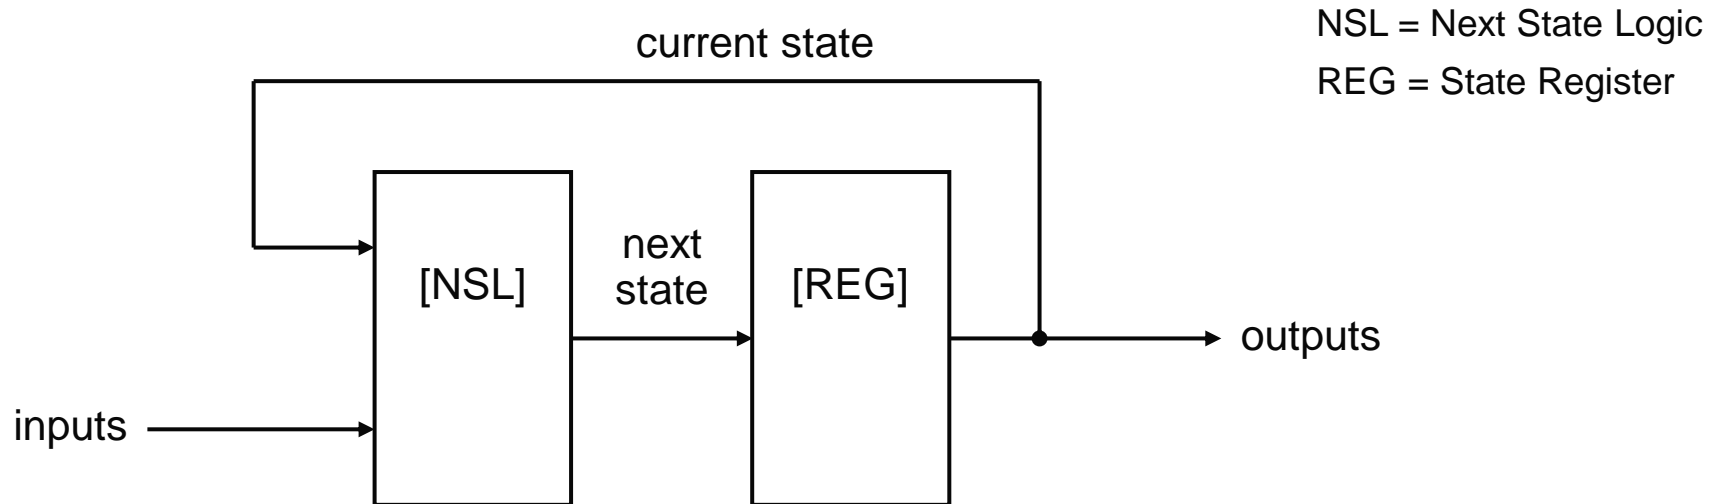 current state
NSL = Next State Logic
REG = State Register
[NSL]
next
state
[REG]
outputs
inputs